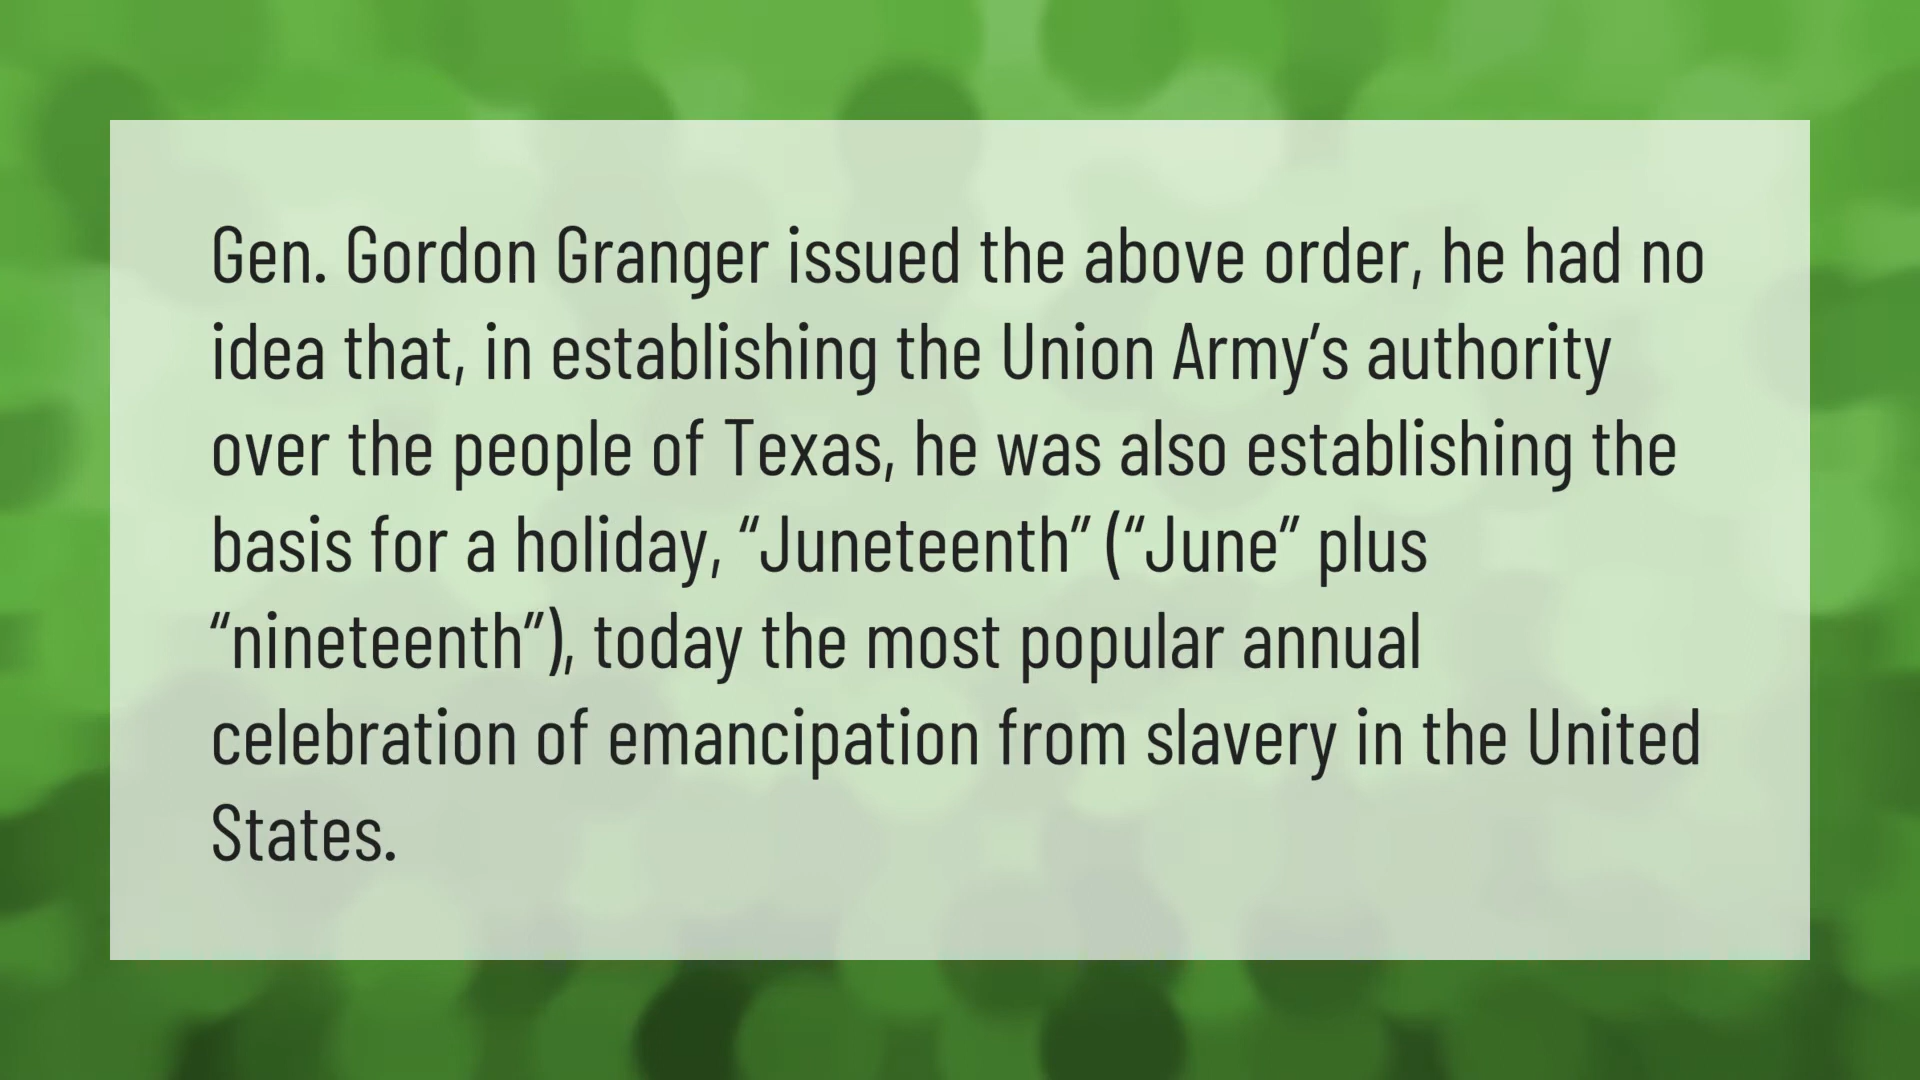 Gen. Gordon Granger issued the above order, he had no
idea that, in establishing the Union Army’s authority
over the people of Texas, he was also establishing the
basis for a holiday, “Juneteenth” (“June” plus
“nineteenth”), today the most popular annual
celebration of emancipation from slavery in the United
States.